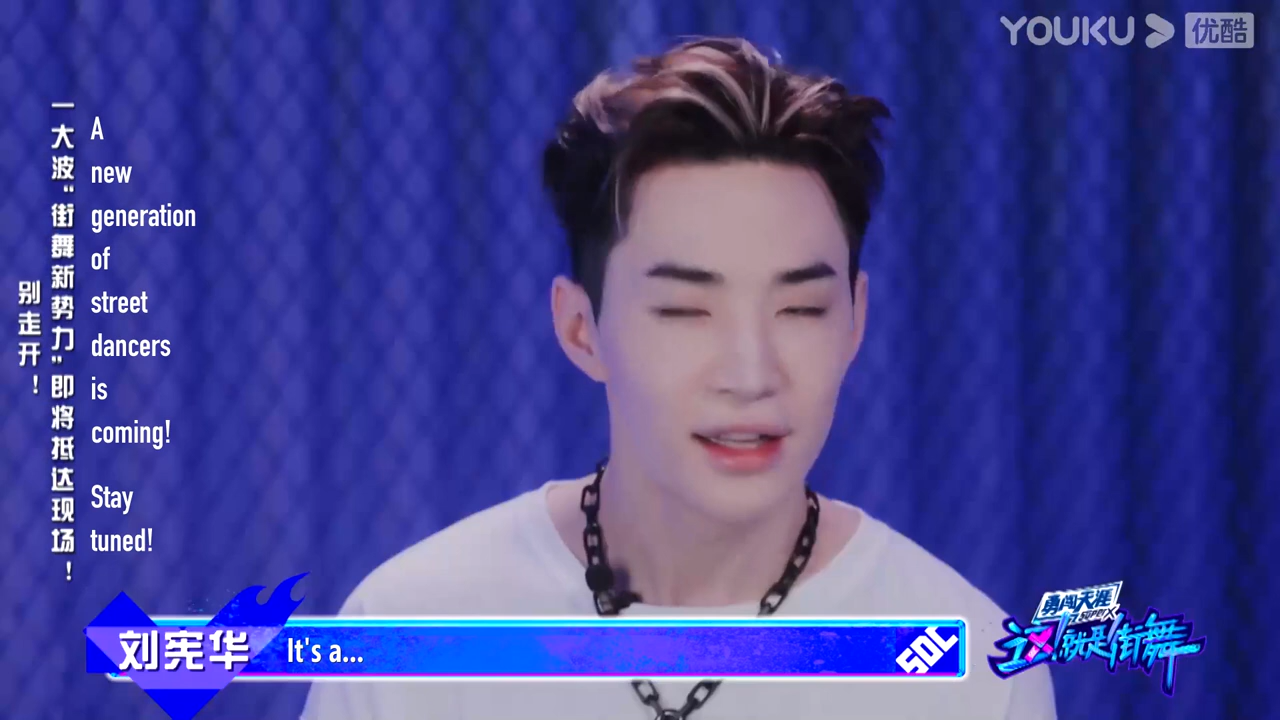 YOUKU 优酷
一大波“街舞新势力”即将抵达现场！
别走开！
A
new
generation
of
street
dancers
is
coming!
Stay
tuned!
刘宪华
It's a...
SDC
勇闯天涯
SUPERX
这！就是街舞